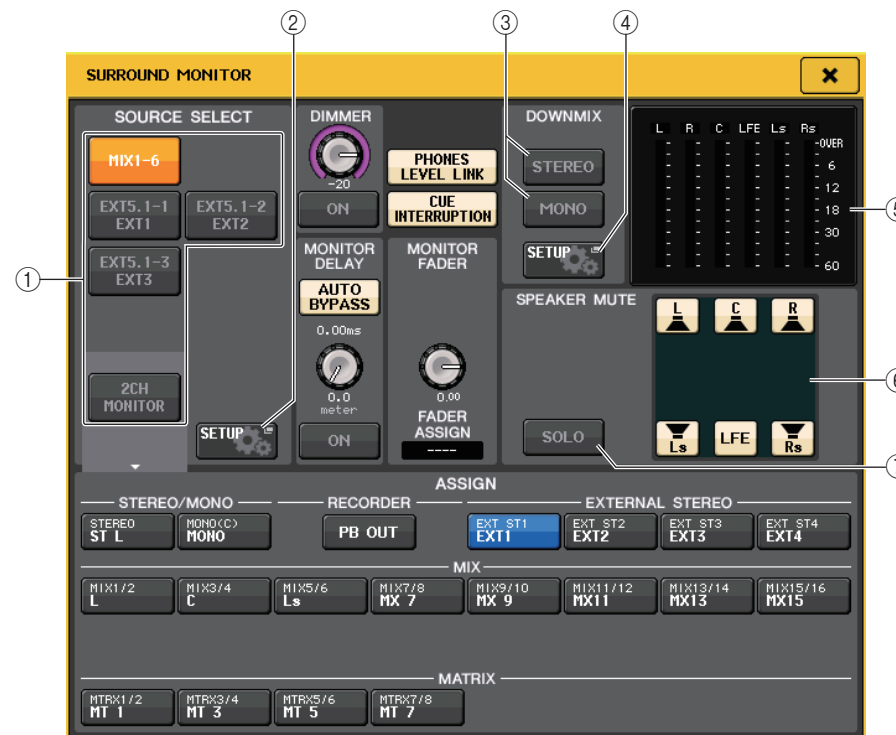 ② ③ ④
SURROUND MONITOR ×
SOURCE SELECT
MIX1-6
EXT5.1-1
EXT1
EXT5.1-2
EXT2
EXT5.1-3
EXT3
①
2CH
MONITOR
SETUP
DIMMER
-20
ON
PHONES
LEVEL LINK
CUE
INTERRUPTION
MONITOR
DELAY
AUTO
BYPASS
0.00ms
0.0
meter
ON
MONITOR
FADER
0.00
FADER
ASSIGN
----
DOWNMIX
STEREO
MONO
SETUP
L R C LFE Ls Rs
OVER
6
12
18
30
60
⑤
SPEAKER MUTE
L C R
Ls LFE Rs
⑥
SOLO
ASSIGN
STEREO/MONO
RECORDER
EXTERNAL STEREO
STEREO
ST L
MONO(C)
MONO
PB OUT
EXT ST1
EXT1
EXT ST2
EXT2
EXT ST3
EXT3
EXT ST4
EXT4
MIX
MIX1/2
L
MIX3/4
C
MIX5/6
Ls
MIX7/8
MX 7
MIX9/10
MX 9
MIX11/12
MX11
MIX13/14
MX13
MIX15/16
MX15
MATRIX
MTRX1/2
MT 1
MTRX3/4
MT 3
MTRX5/6
MT 5
MTRX7/8
MT 7